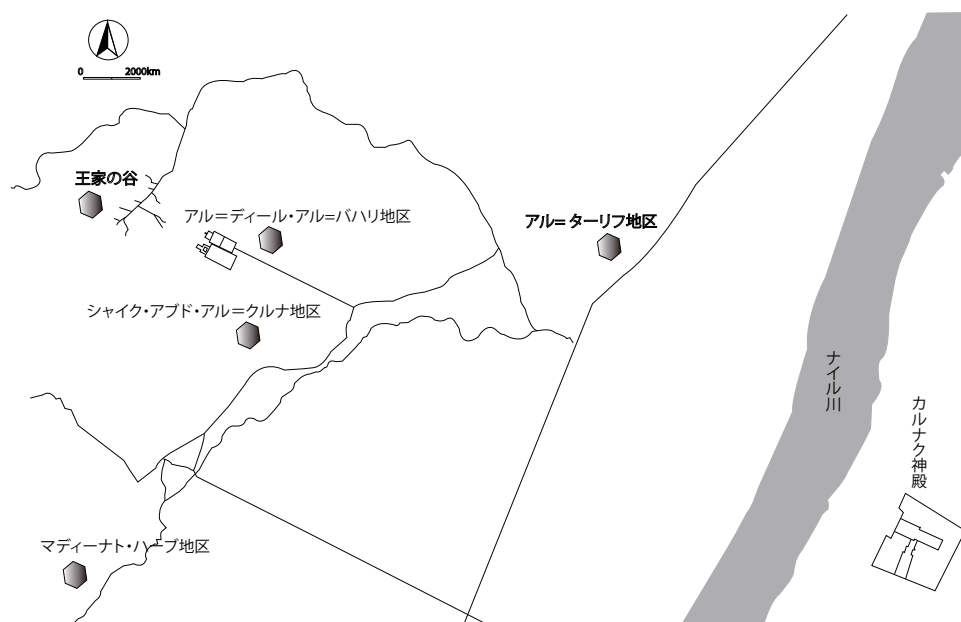 0 2000km
王家の谷
アル＝ディール・アル=バハリ地区
アル=ターリフ地区
シャイク・アブド・アル＝クルナ地区
ナイル川
カルナク神殿
マディーナト・ハーブ地区